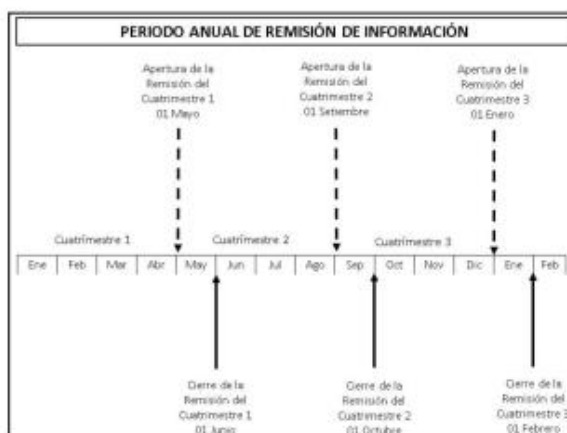 PERIODO ANUAL DE REMISIÓN DE INFORMACIÓN
Apertura de la
Remisión del
Cuatrimestre 1
01 Mayo
Apertura de la
Remisión del
Cuatrimestre 2
01 Setiembre
Apertura de la
Remisión del
Cuatrimestre 3
01 Enero
Cuatrimestre 1
Cuatrimestre 2
Cuatrimestre 3
Ene Feb Mar Abr May Jun Jul Ago Sep Oct Nov Dic Ene Feb
Cierre de la
Remisión del
Cuatrimestre 1
01 Junio
Cierre de la
Remisión del
Cuatrimestre 2
01 Octubre
Cierre de la
Remisión del
Cuatrimestre 3
01 Febrero